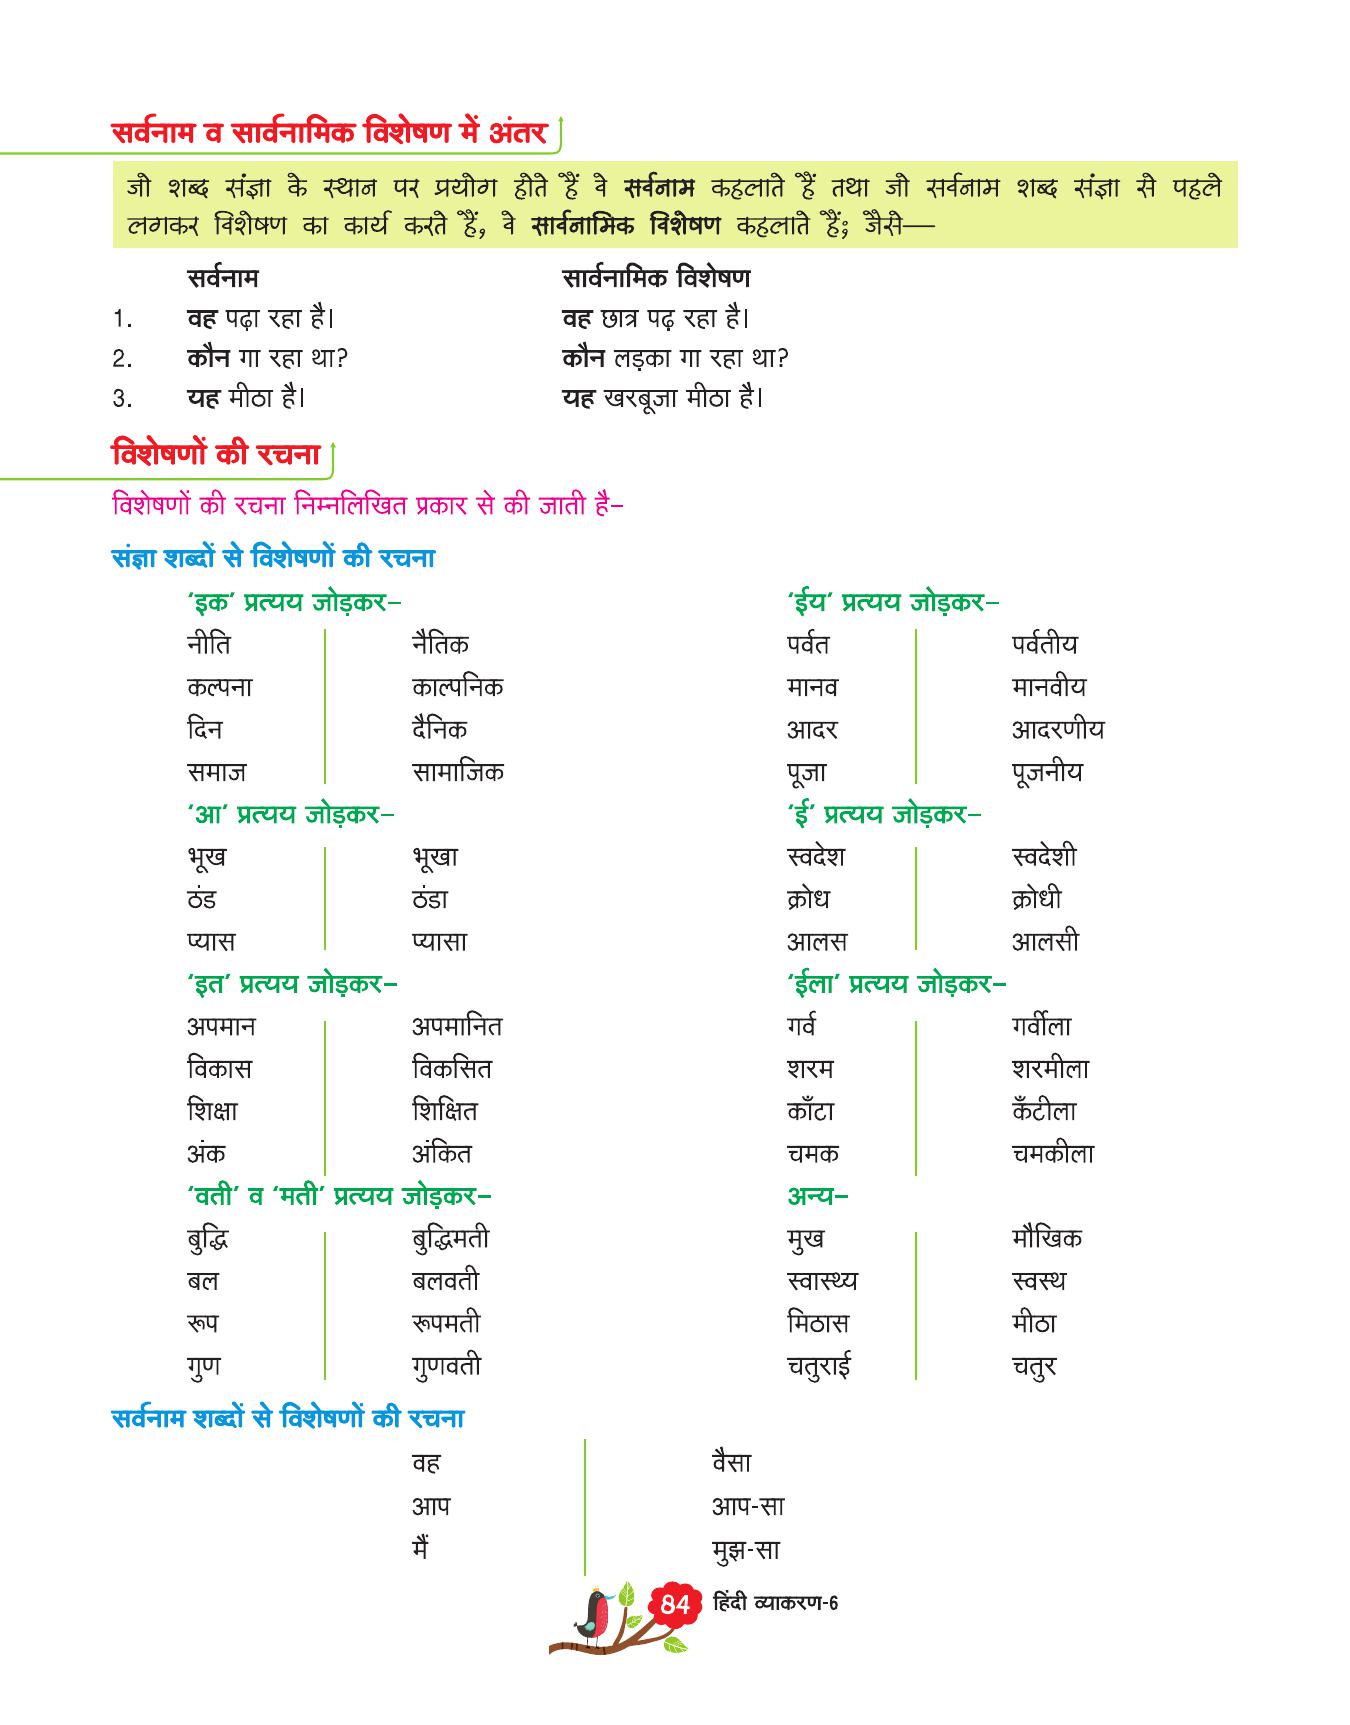 सर्वनाम व सार्वनामिक विशेषण में अंतर
जो शब्द संज्ञा के स्थान पर प्रयोग होते हैं वे सर्वनाम कहलाते हैं तथा जो सर्वनाम शब्द संज्ञा से पहले
लगकर विशेषण का कार्य करते हैं, वे सार्वनामिक विशेषण कहलाते हैं; जैसे—
सर्वनाम सार्वनामिक विशेषण
1. वह पढ़ा रहा है। वह छात्र पढ़ रहा है।
2. कौन गा रहा था? कौन लड़का गा रहा था?
3. यह मीठा है। यह खरबूजा मीठा है।
विशेषणों की रचना
विशेषणों की रचना निम्नलिखित प्रकार से की जाती है–
संज्ञा शब्दों से विशेषणों की रचना
‘इक’ प्रत्यय जोड़कर– ‘ईय’ प्रत्यय जोड़कर–
नीति नैतिक पर्वत पर्वतीय
कल्पना काल्पनिक मानव मानवीय
दिन दैनिक आदर आदरणीय
समाज सामाजिक पूजा पूजनीय
‘आ’ प्रत्यय जोड़कर– ‘ई’ प्रत्यय जोड़कर–
भूख भूखा स्वदेश स्वदेशी
ठंड ठंडा क्रोध क्रोधी
प्यास प्यासा आलस आलसी
‘इत’ प्रत्यय जोड़कर– ‘ईला’ प्रत्यय जोड़कर–
अपमान अपमानित गर्व गर्वीला
विकास विकसित शरम शरमीला
शिक्षा शिक्षित काँटा कँटीला
अंक अंकित चमक चमकीला
‘वती’ व ‘मती’ प्रत्यय जोड़कर– अन्य–
बुद्धि बुद्धिमती मुख मौखिक
बल बलवती स्वास्थ्य स्वस्थ
रूप रूपमती मिठास मीठा
गुण गुणवती चतुराई चतुर
सर्वनाम शब्दों से विशेषणों की रचना
वह वैसा
आप आप-सा
मैं मुझ-सा
84 हिंदी व्याकरण-6